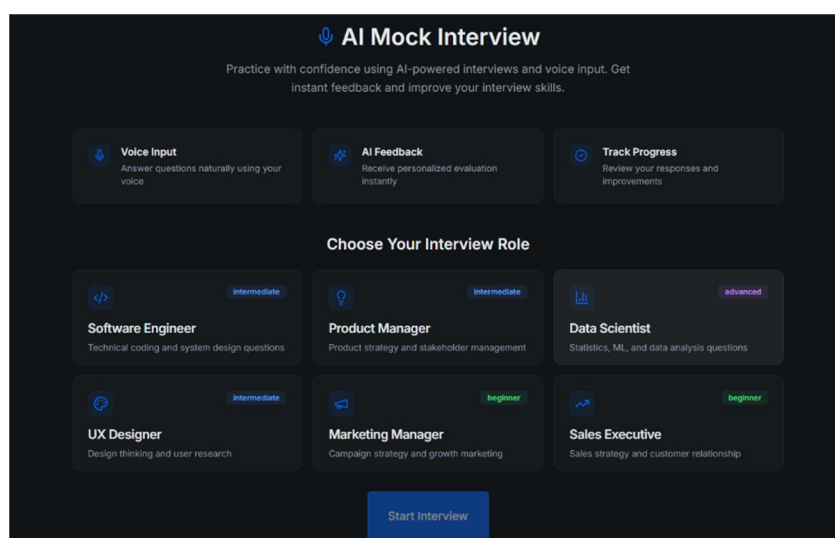 AI Mock Interview
Practice with confidence using AI-powered interviews and voice input. Get
instant feedback and improve your interview skills.
Voice Input
Answer questions naturally using your
voice
AI Feedback
Receive personalized evaluation
instantly
Track Progress
Review your responses and
improvements
Choose Your Interview Role
intermediate
Software Engineer
Technical coding and system design questions
intermediate
Product Manager
Product strategy and stakeholder management
advanced
Data Scientist
Statistics, ML, and data analysis questions
intermediate
UX Designer
Design thinking and user research
beginner
Marketing Manager
Campaign strategy and growth marketing
beginner
Sales Executive
Sales strategy and customer relationship
Start Interview